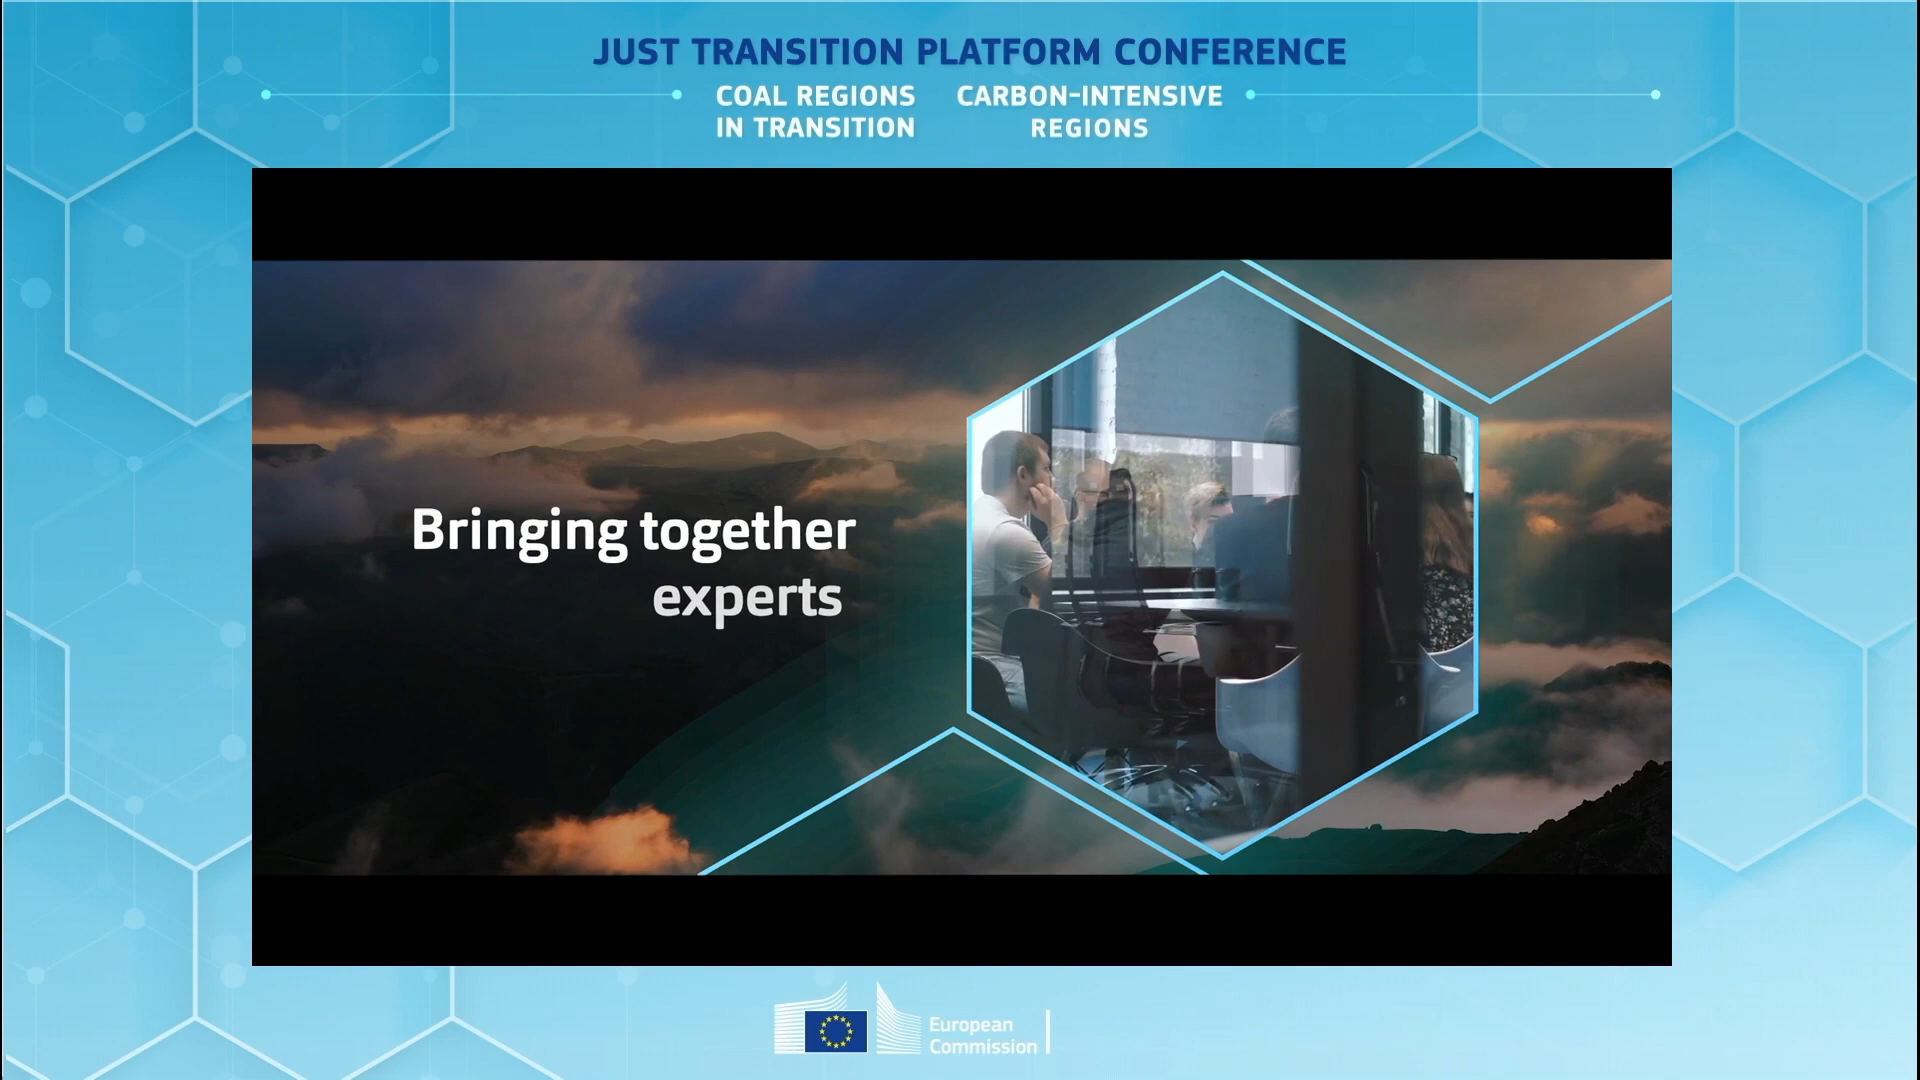 JUST TRANSITION PLATFORM CONFERENCE
COAL REGIONS
IN TRANSITION
CARBON-INTENSIVE
REGIONS
Bringing together
experts
European
Commission